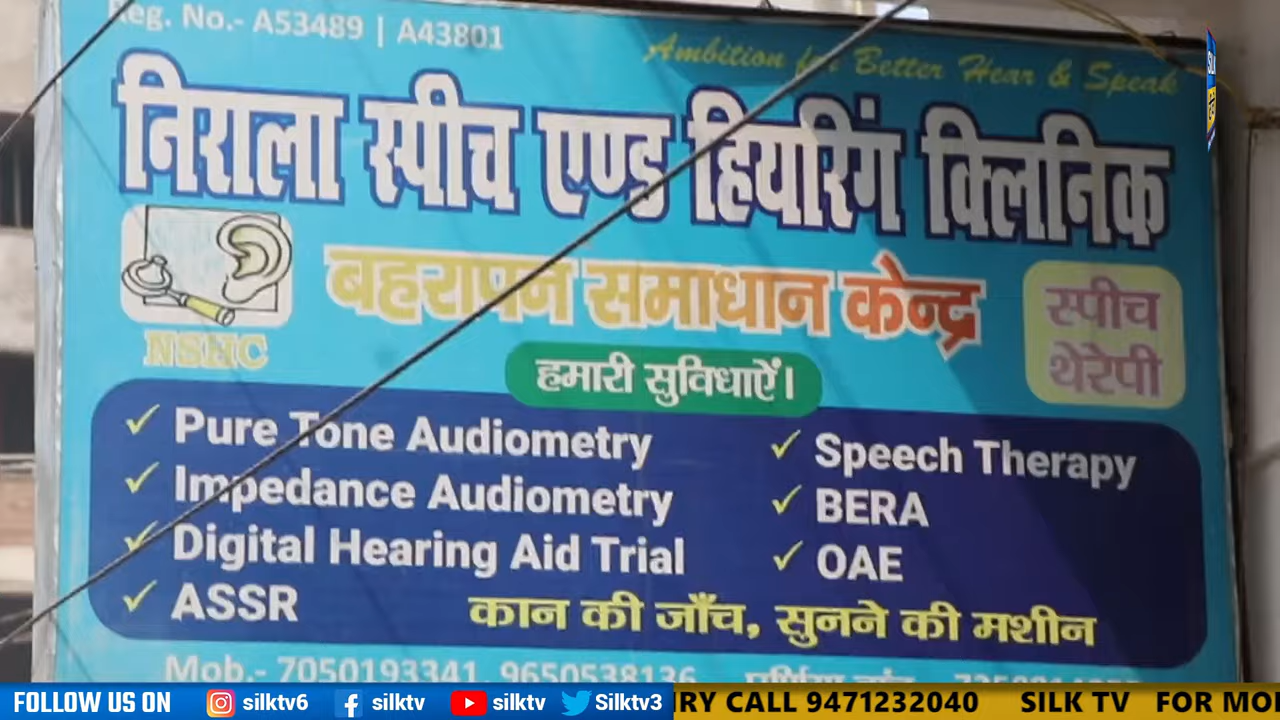 Reg. No.- A53489 | A43801
Ambition for Better Hear & Speak
निराला स्पीच एण्ड हियरिंग क्लिनिक
बहरापन समाधान केन्द्र
स्पीच
थेरेपी
NSHC
हमारी सुविधाऐं।
✓ Pure Tone Audiometry
✓ Impedance Audiometry
✓ Digital Hearing Aid Trial
✓ ASSR
✓ Speech Therapy
✓ BERA
✓ OAE
कान की जाँच, सुनने की मशीन
Mob.- 7050193341, 9650538136
FOLLOW US ON silktv6 silktv silktv Silktv3 RY CALL 9471232040 SILK TV FOR MO